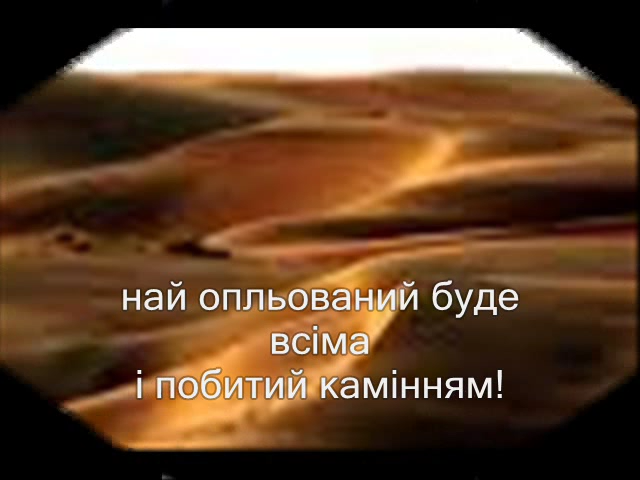 най опльований буде
всіма
і побитий камінням!